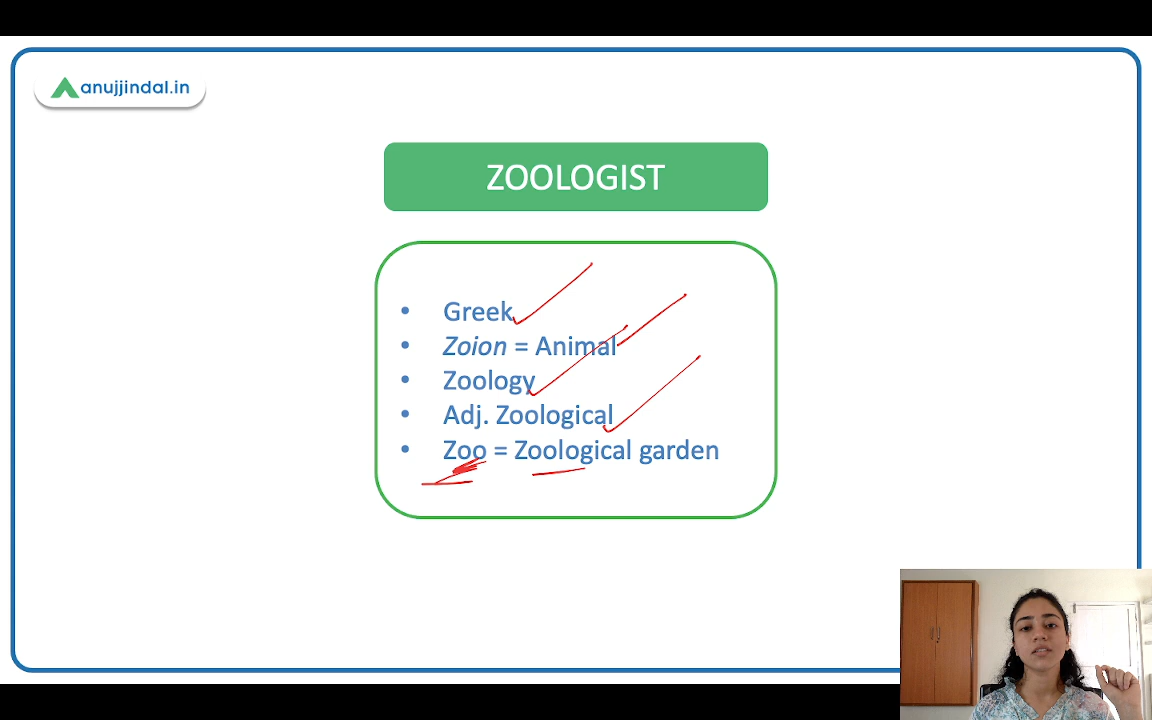 anujjindal.in
ZOOLOGIST
• Greek
• Zoion = Animal
• Zoology
• Adj. Zoological
• Zoo = Zoological garden